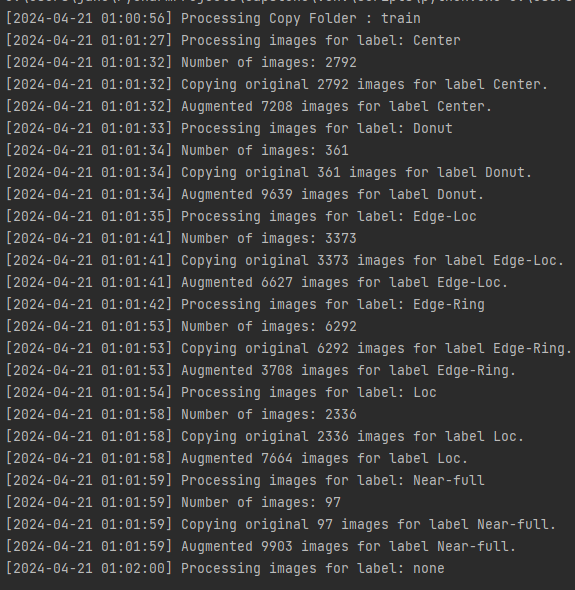 [2024-04-21 01:00:56] Processing Copy Folder : train
[2024-04-21 01:01:27] Processing images for label: Center
[2024-04-21 01:01:32] Number of images: 2792
[2024-04-21 01:01:32] Copying original 2792 images for label Center.
[2024-04-21 01:01:32] Augmented 7208 images for label Center.
[2024-04-21 01:01:33] Processing images for label: Donut
[2024-04-21 01:01:34] Number of images: 361
[2024-04-21 01:01:34] Copying original 361 images for label Donut.
[2024-04-21 01:01:34] Augmented 9639 images for label Donut.
[2024-04-21 01:01:35] Processing images for label: Edge-Loc
[2024-04-21 01:01:41] Number of images: 3373
[2024-04-21 01:01:41] Copying original 3373 images for label Edge-Loc.
[2024-04-21 01:01:41] Augmented 6627 images for label Edge-Loc.
[2024-04-21 01:01:42] Processing images for label: Edge-Ring
[2024-04-21 01:01:53] Number of images: 6292
[2024-04-21 01:01:53] Copying original 6292 images for label Edge-Ring.
[2024-04-21 01:01:53] Augmented 3708 images for label Edge-Ring.
[2024-04-21 01:01:54] Processing images for label: Loc
[2024-04-21 01:01:58] Number of images: 2336
[2024-04-21 01:01:58] Copying original 2336 images for label Loc.
[2024-04-21 01:01:58] Augmented 7664 images for label Loc.
[2024-04-21 01:01:59] Processing images for label: Near-full
[2024-04-21 01:01:59] Number of images: 97
[2024-04-21 01:01:59] Copying original 97 images for label Near-full.
[2024-04-21 01:01:59] Augmented 9903 images for label Near-full.
[2024-04-21 01:02:00] Processing images for label: none